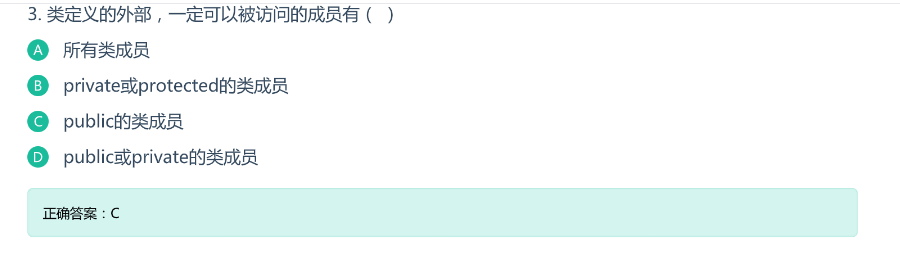 3. 类定义的外部，一定可以被访问的成员有（ ）
A 所有类成员
B private或protected的类成员
C public的类成员
D public或private的类成员
正确答案：C